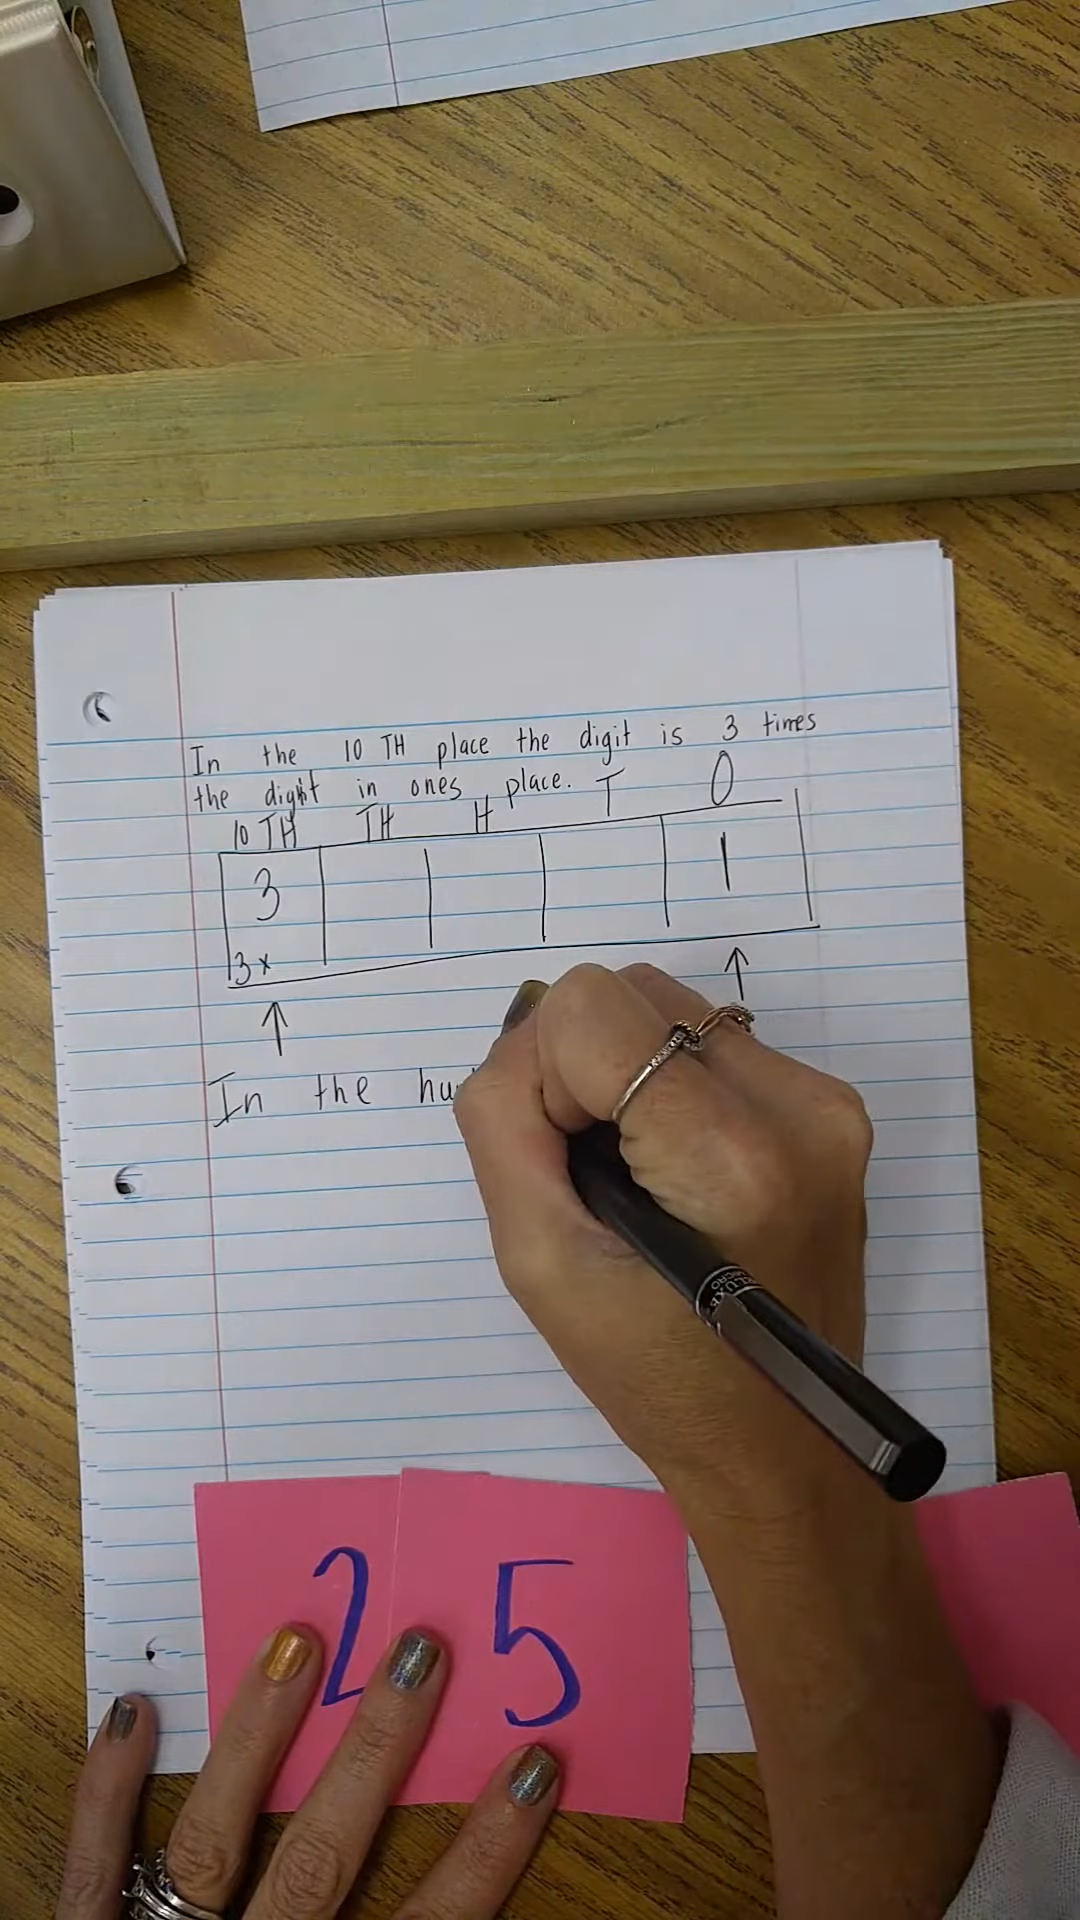 In the 10 TH place the digit is 3 times
the digit in ones place.
10 TH TH H T O
3 1
3x
In the
2 5